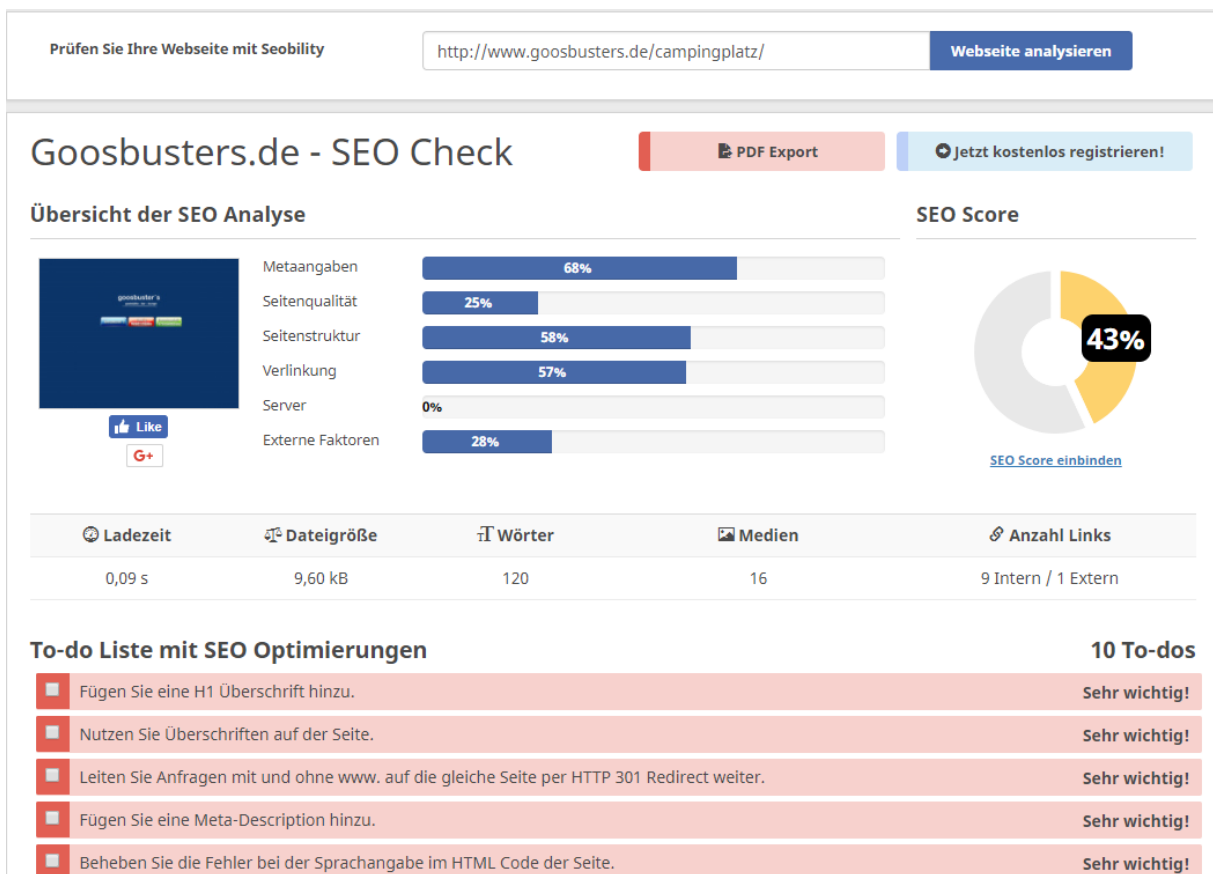 Prüfen Sie Ihre Webseite mit Seobility
http://www.goosbusters.de/campingplatz/
Webseite analysieren
Goosbusters.de - SEO Check
PDF Export
Jetzt kostenlos registrieren!
Übersicht der SEO Analyse
SEO Score
goosbuster's
Metaangaben 68%
Seitenqualität 25%
Seitenstruktur 58%
Verlinkung 57%
Server 0%
Externe Faktoren 28%
Like
G+
43%
SEO Score einbinden
Ladezeit Dateigröße Wörter Medien Anzahl Links
0,09 s 9,60 kB 120 16 9 Intern / 1 Extern
To-do Liste mit SEO Optimierungen 10 To-dos
Fügen Sie eine H1 Überschrift hinzu. Sehr wichtig!
Nutzen Sie Überschriften auf der Seite. Sehr wichtig!
Leiten Sie Anfragen mit und ohne www. auf die gleiche Seite per HTTP 301 Redirect weiter. Sehr wichtig!
Fügen Sie eine Meta-Description hinzu. Sehr wichtig!
Beheben Sie die Fehler bei der Sprachangabe im HTML Code der Seite. Sehr wichtig!